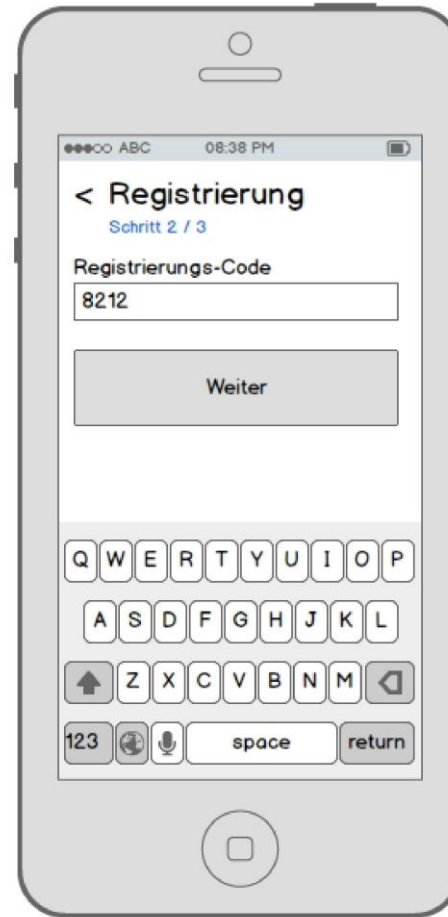 ABC 08:38 PM
< Registrierung
Schritt 2 / 3
Registrierungs-Code
8212
Weiter
Q W E R T Y U I O P
A S D F G H J K L
Z X C V B N M
123 space return